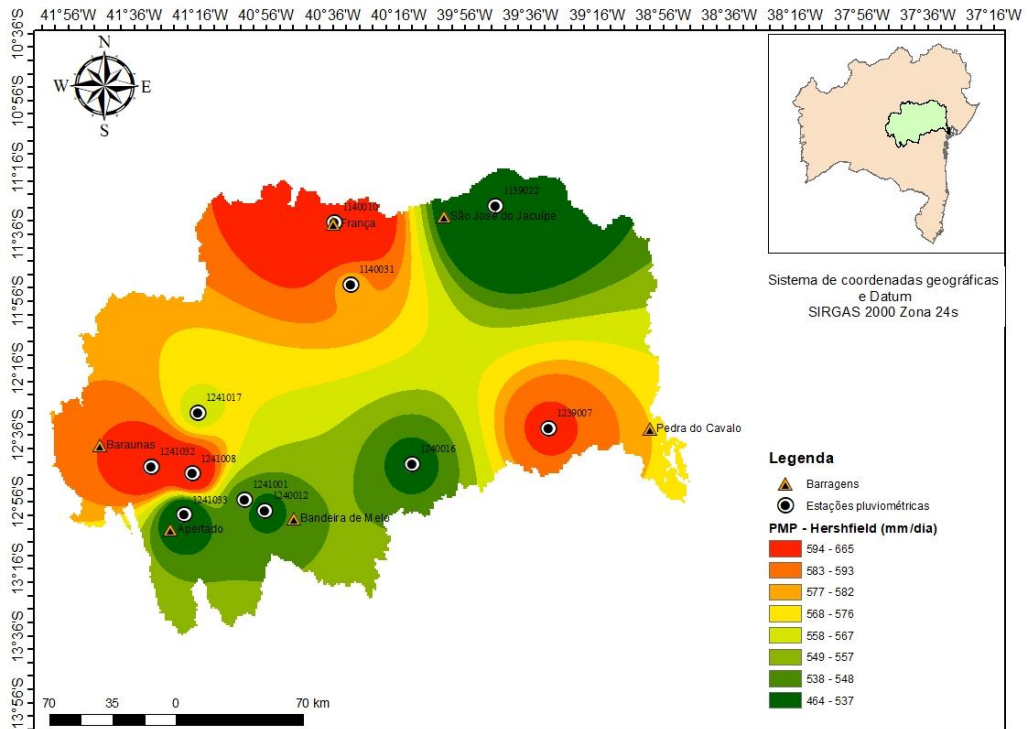 41°56'W 41°36'W 41°16'W 40°56'W 40°36'W 40°16'W 39°56'W 39°36'W 39°16'W 38°56'W 38°36'W 38°16'W 37°56'W 37°36'W 37°16'W
10°36'S
10°56'S
11°16'S
11°36'S
11°56'S
12°16'S
12°36'S
12°56'S
13°16'S
13°36'S
13°56'S
N
W E
S
1139022
1140010
São José do Jacuípe
França
1140031
1241017
1239007
Pedra do Cavalo
Baraunas
1241032
1241008
1240016
1241001
1240012
1241033
Bandeira de Melo
Apertado
Sistema de coordenadas geográficas
e Datum
SIRGAS 2000 Zona 24s
Legenda
Barragens
Estações pluviométricas
PMP - Hershfield (mm/dia)
594 - 665
583 - 593
577 - 582
568 - 576
558 - 567
549 - 557
538 - 548
464 - 537
70 35 0 70 km